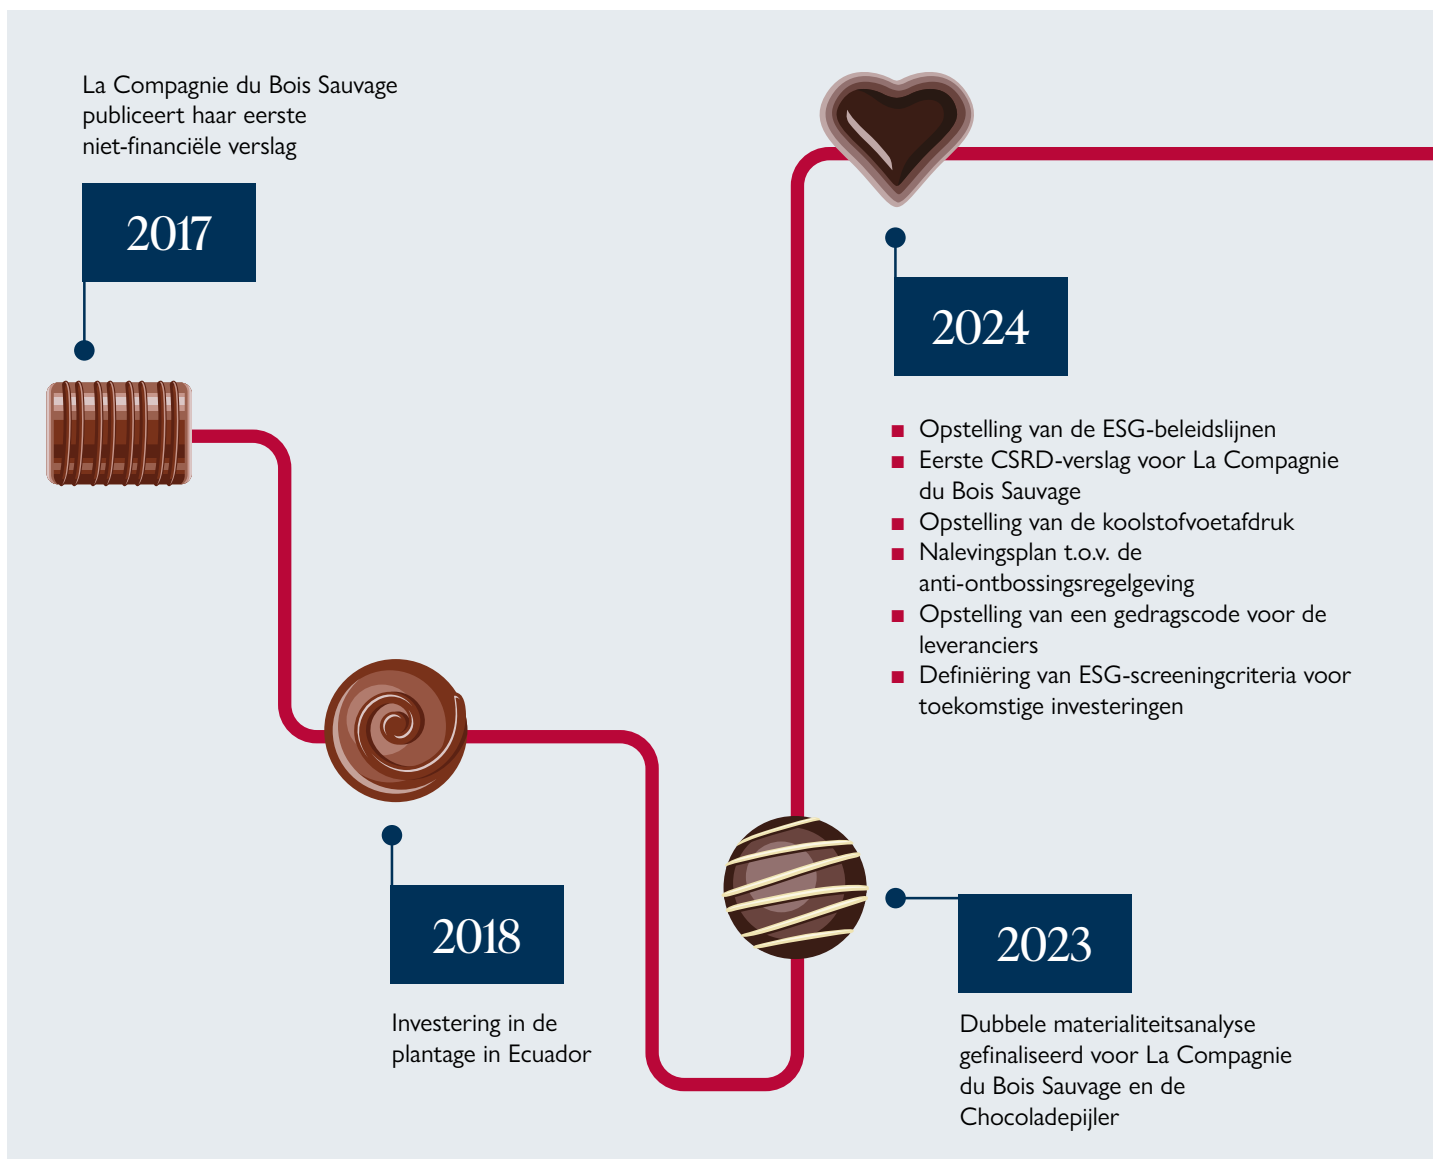 La Compagnie du Bois Sauvage
publiceert haar eerste
niet-financiële verslag
2017
2018
Investering in de
plantage in Ecuador
2023
Dubbele materialiteitsanalyse
gefinaliseerd voor La Compagnie
du Bois Sauvage en de
Chocoladepijler
2024
■ Opstelling van de ESG-beleidslijnen
■ Eerste CSRD-verslag voor La Compagnie
du Bois Sauvage
■ Opstelling van de koolstofvoetafdruk
■ Nalevingsplan t.o.v. de
anti-ontbossingsregelgeving
■ Opstelling van een gedragscode voor de
leveranciers
■ Definiëring van ESG-screeningcriteria voor
toekomstige investeringen